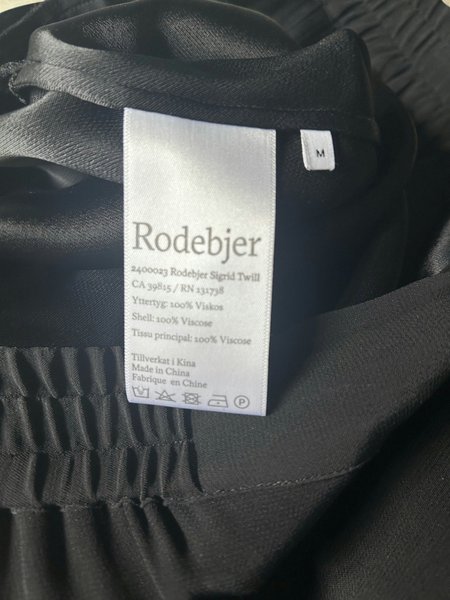 M
Rodebjer
2400023 Rodebjer Sigrid Twill
CA 39815 / RN 131738
Yttertyg: 100% Viskos
Shell: 100% Viscose
Tissu principal: 100% Viscose
Tillverkat i Kina
Made in China
Fabrique en Chine
P